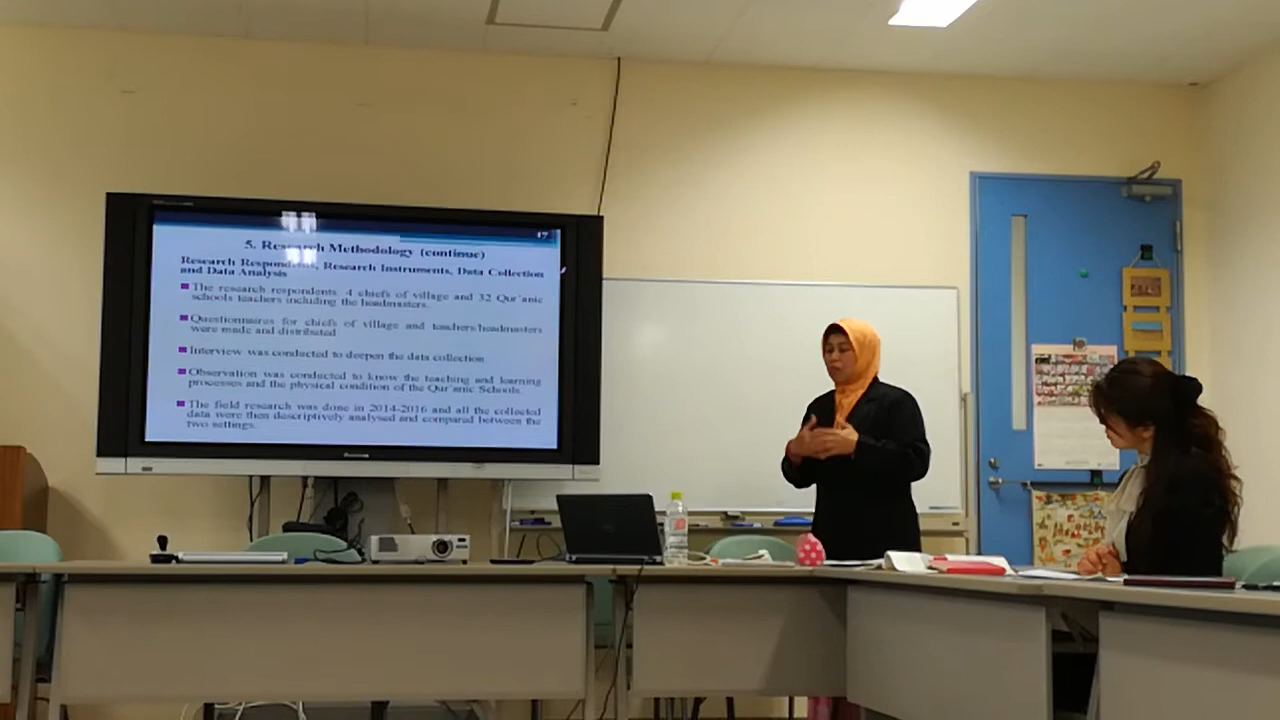 17
5. Research Methodology (continue)
Research Respondents, Research Instruments, Data Collection
and Data Analysis
The research respondents: 4 chiefs of village and 32 Qur'anic
schools teachers including the headmasters.
Questionnaires for chiefs of village and teachers/headmasters
were made and distributed
Interview was conducted to deepen the data collection
Observation was conducted to know the teaching and learning
processes and the physical condition of the Qur'anic Schools.
The field research was done in 2014-2016 and all the collected
data were then descriptively analysed and compared between the
two settings.